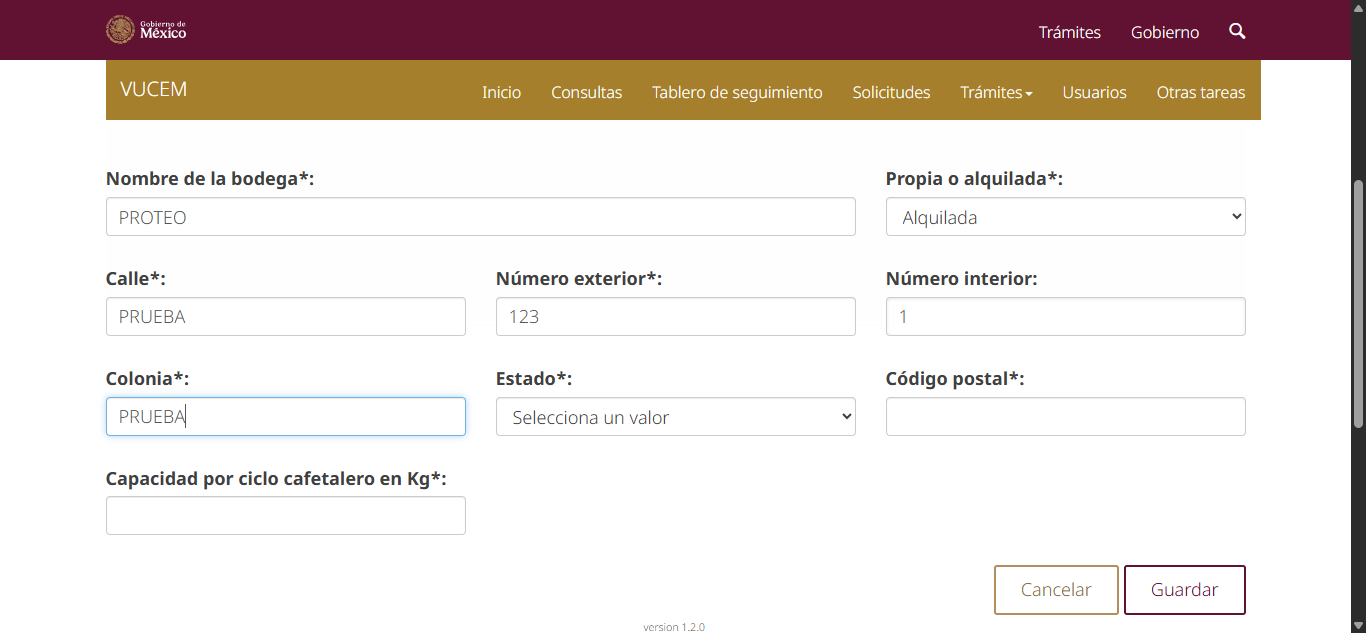 Gobierno de
México
Trámites Gobierno
VUCEM Inicio Consultas Tablero de seguimiento Solicitudes Trámites Usuarios Otras tareas
Nombre de la bodega*: Propia o alquilada*:
PROTEO Alquilada
Calle*: Número exterior*: Número interior:
PRUEBA 123 1
Colonia*: Estado*: Código postal*:
PRUEBA Selecciona un valor
Capacidad por ciclo cafetalero en Kg*:
Cancelar Guardar
version 1.2.0